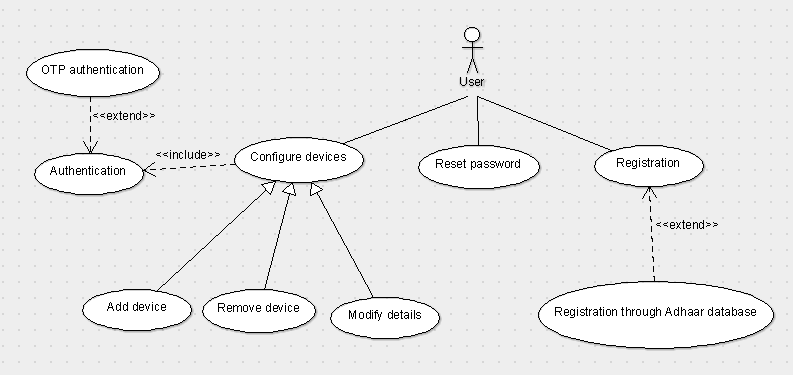 User
OTP authentication
<<extend>>
Authentication
<<include>>
Configure devices
Reset password
Registration
<<extend>>
Add device
Remove device
Modify details
Registration through Adhaar database